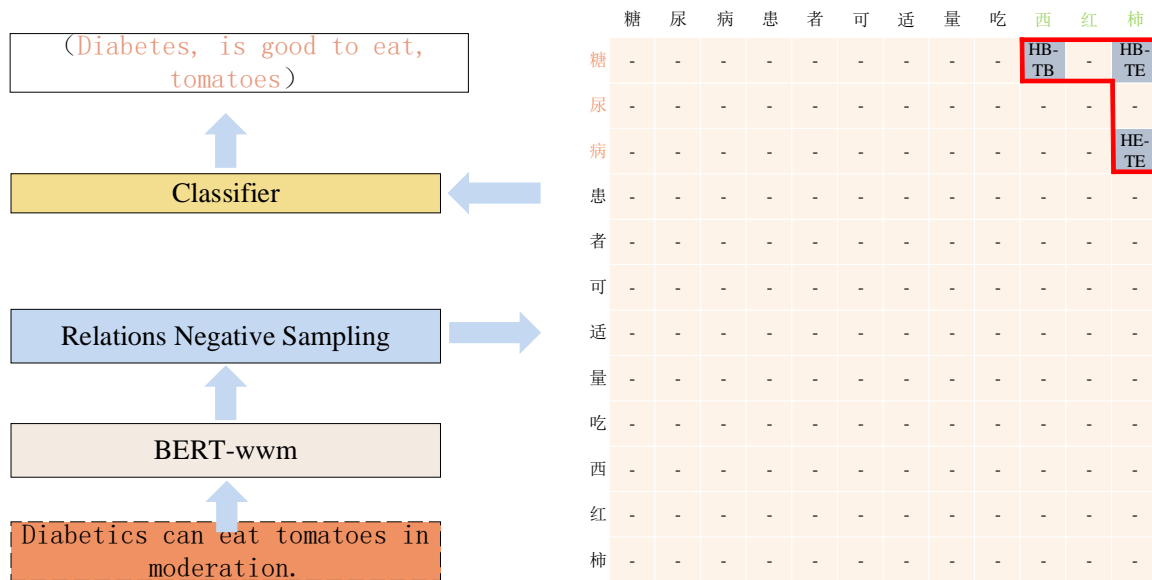 (Diabetes, is good to eat,
tomatoes)
Classifier
Relations Negative Sampling
BERT-wwm
Diabetics can eat tomatoes in
moderation.
糖 尿 病 患 者 可 适 量 吃 西 红 柿
糖 - - - - - - - - - HB-TB - HB-TE
尿 - - - - - - - - - - - -
病 - - - - - - - - - - - HE-TE
患 - - - - - - - - - - - -
者 - - - - - - - - - - - -
可 - - - - - - - - - - - -
适 - - - - - - - - - - - -
量 - - - - - - - - - - - -
吃 - - - - - - - - - - - -
西 - - - - - - - - - - - -
红 - - - - - - - - - - - -
柿 - - - - - - - - - - - -